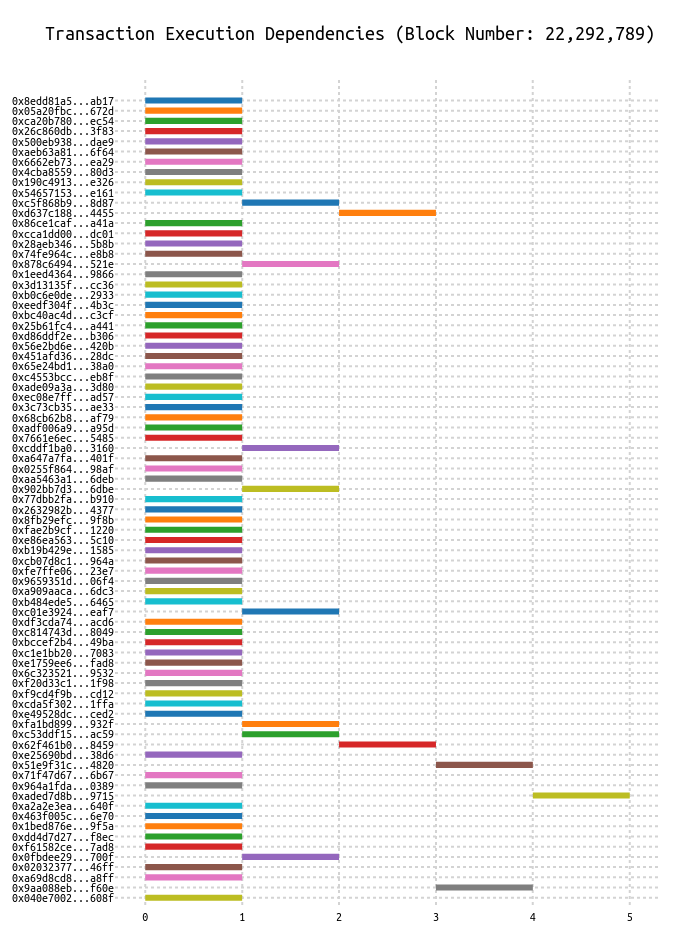 Transaction Execution Dependencies (Block Number: 22,292,789)
0x8edd81a5...ab17
0x05a20fbc...672d
0xca20b780...ec54
0x26c860db...3f83
0x500eb938...dae9
0xaeb63a81...6f64
0x6662eb73...ea29
0x4cba8559...80d3
0x190c4913...e326
0x54657153...e161
0xc5f868b9...8d87
0xd637c188...4455
0x86ce1caf...a41a
0xcca1dd00...dc01
0x28aeb346...5b8b
0x74fe964c...e8b8
0x878c6494...521e
0x1eed4364...9866
0x3d13135f...cc36
0xb0c6e0de...2933
0xeedf304f...4b3c
0xbc40ac4d...c3cf
0x25b61fc4...a441
0xd86ddf2e...b306
0x56e2bd6e...420b
0x451afd36...28dc
0x65e24bd1...38a0
0xc4553bcc...eb8f
0xade09a3a...3d80
0xec08e7ff...ad57
0x3c73cb35...ae33
0x68cb62b8...af79
0xadf006a9...a95d
0x7661e6ec...5485
0xcddf1ba0...3160
0xa647a7fa...401f
0x0255f864...98af
0xaa5463a1...6deb
0x902bb7d3...6dbe
0x77dbb2fa...b910
0x2632982b...4377
0x8fb29efc...9f8b
0xfae2b9cf...1220
0xe86ea563...5c10
0xb19b429e...1585
0xcb07d8c1...964a
0xfe7ffe06...23e7
0x9659351d...06f4
0xa909aaca...6dc3
0xb484ede5...6465
0xc01e3924...eaf7
0xdf3cda74...acd6
0xc814743d...8049
0xbccef2b4...49ba
0xc1e1bb20...7083
0xe1759ee6...fad8
0x6c323521...9532
0xf20d33c1...1f98
0xf9cd4f9b...cd12
0xcda5f302...1ffa
0xe49528dc...ced2
0xfa1bd899...932f
0xc53ddf15...ac59
0x62f461b0...8459
0xe25690bd...38d6
0x51e9f31c...4820
0x71f47d67...6b67
0x964a1fda...0389
0xaded7d8b...9715
0xa2a2e3ea...640f
0x463f005c...6e70
0x1bed876e...9f5a
0xdd4d7d27...f8ec
0xf61582ce...7ad8
0x0fbdee29...700f
0x02032377...46ff
0xa69d8cd8...a8ff
0x9aa088eb...f60e
0x040e7002...608f
0 1 2 3 4 5